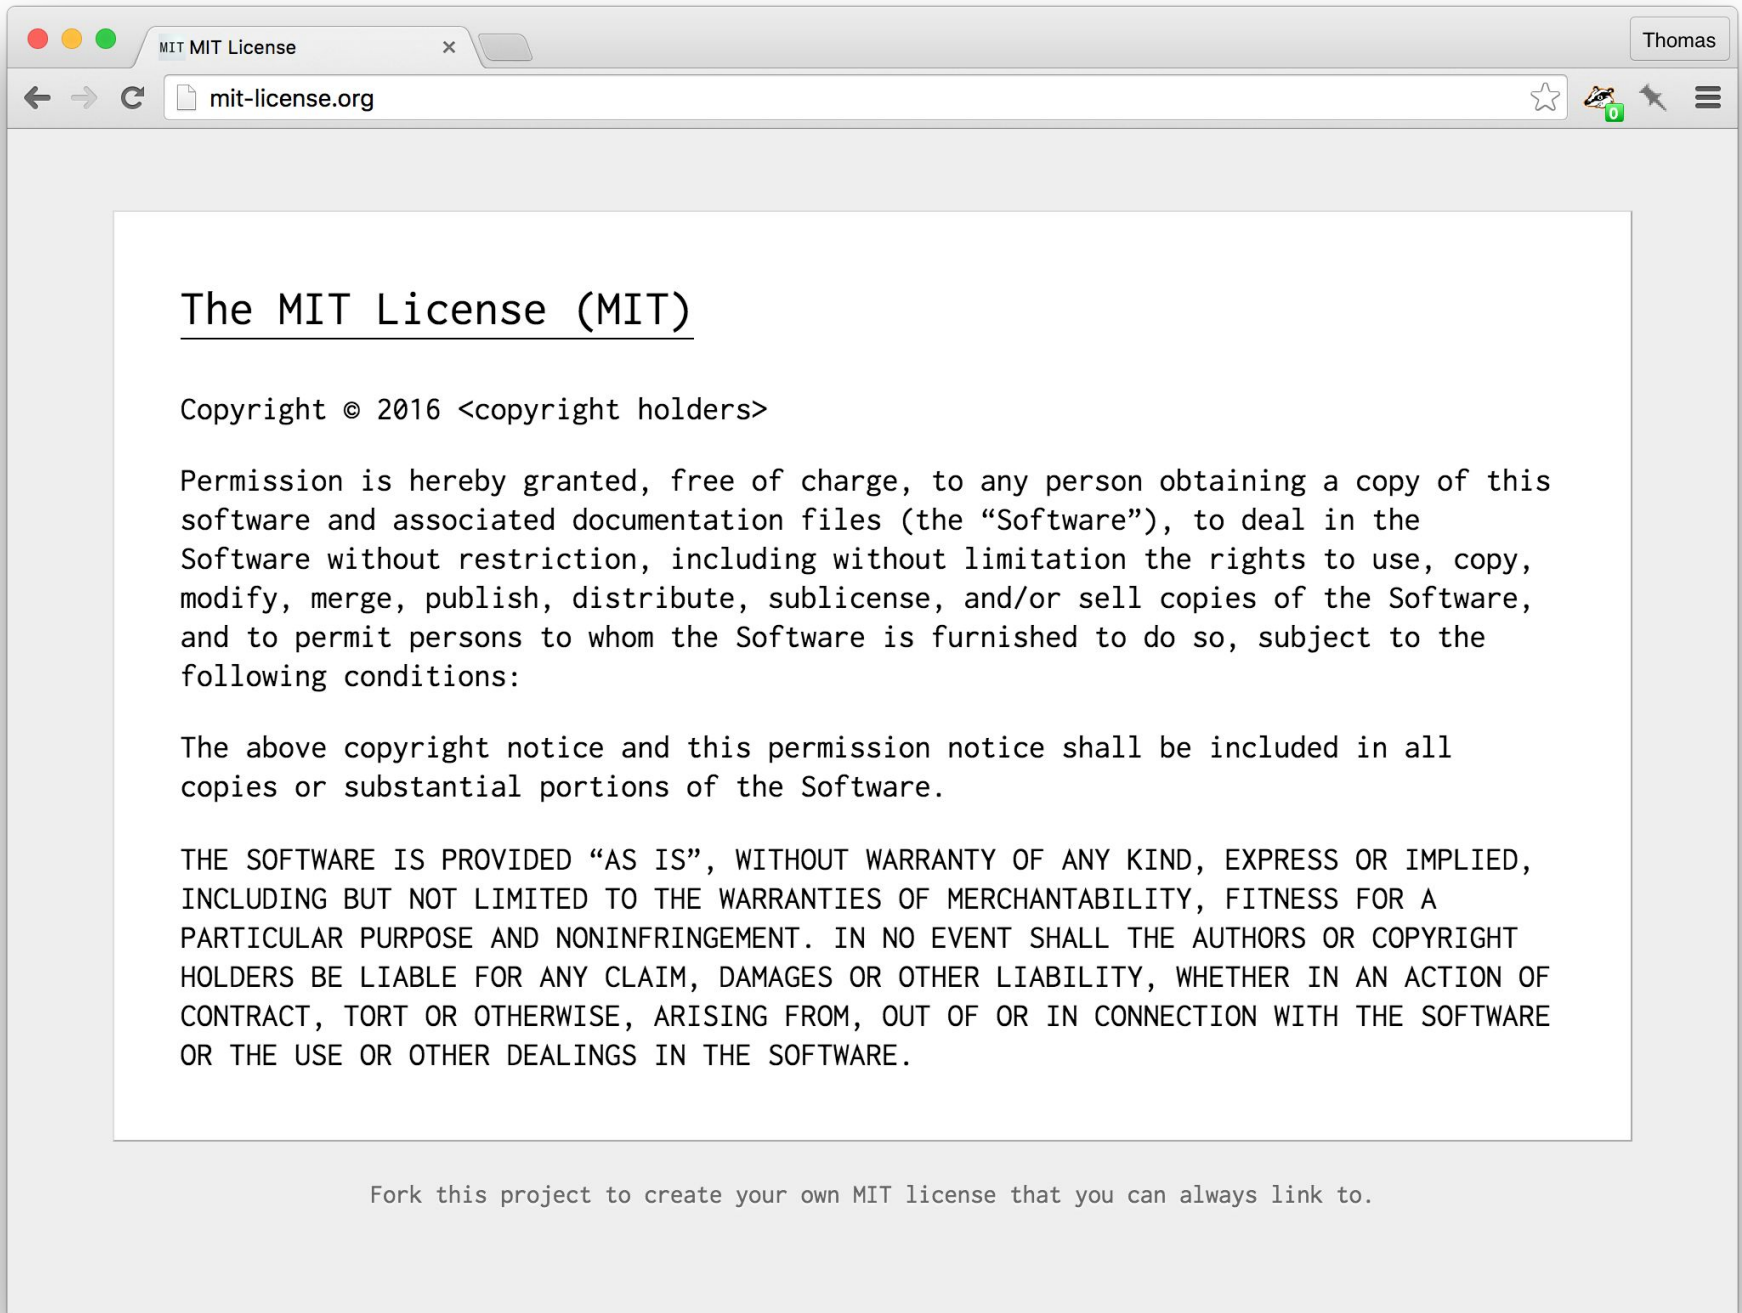 MIT MIT License
Thomas
mit-license.org
0
The MIT License (MIT)
Copyright © 2016 <copyright holders>
Permission is hereby granted, free of charge, to any person obtaining a copy of this
software and associated documentation files (the “Software”), to deal in the
Software without restriction, including without limitation the rights to use, copy,
modify, merge, publish, distribute, sublicense, and/or sell copies of the Software,
and to permit persons to whom the Software is furnished to do so, subject to the
following conditions:
The above copyright notice and this permission notice shall be included in all
copies or substantial portions of the Software.
THE SOFTWARE IS PROVIDED “AS IS”, WITHOUT WARRANTY OF ANY KIND, EXPRESS OR IMPLIED,
INCLUDING BUT NOT LIMITED TO THE WARRANTIES OF MERCHANTABILITY, FITNESS FOR A
PARTICULAR PURPOSE AND NONINFRINGEMENT. IN NO EVENT SHALL THE AUTHORS OR COPYRIGHT
HOLDERS BE LIABLE FOR ANY CLAIM, DAMAGES OR OTHER LIABILITY, WHETHER IN AN ACTION OF
CONTRACT, TORT OR OTHERWISE, ARISING FROM, OUT OF OR IN CONNECTION WITH THE SOFTWARE
OR THE USE OR OTHER DEALINGS IN THE SOFTWARE.
Fork this project to create your own MIT license that you can always link to.